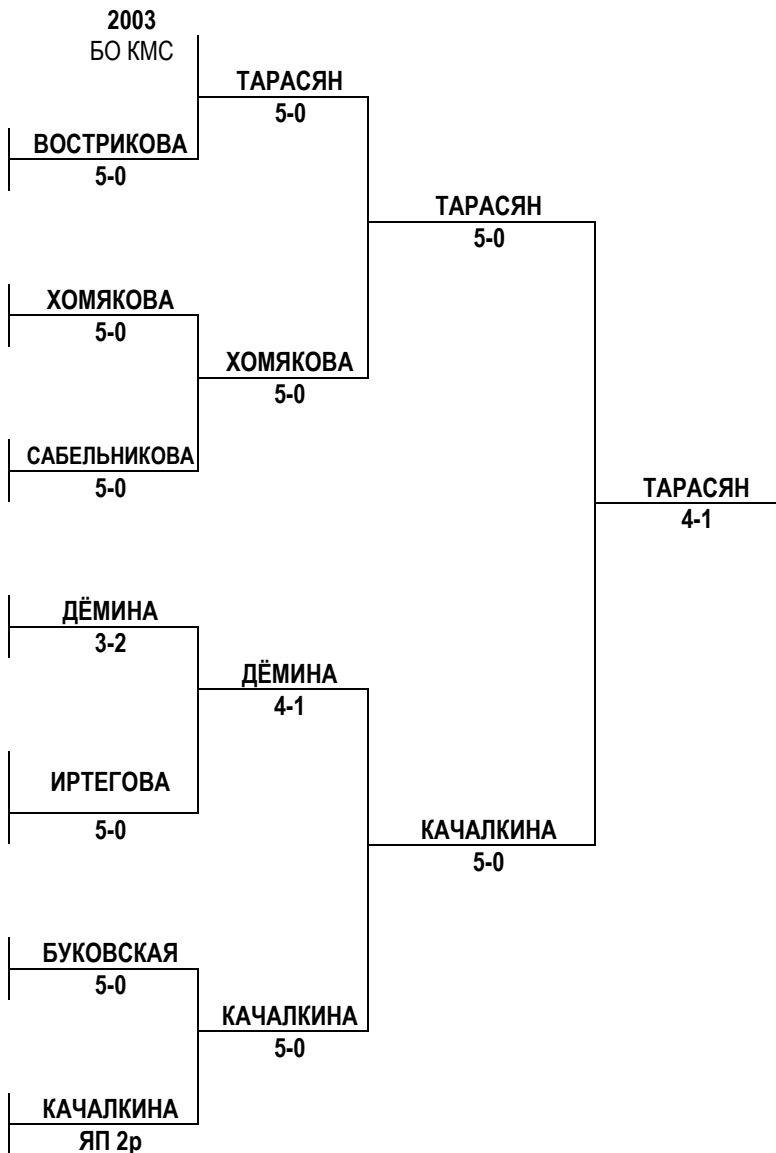 2003
БО КМС
ТАРАСЯН
5-0
ВОСТРИКОВА
5-0
ТАРАСЯН
5-0
ХОМЯКОВА
5-0
ХОМЯКОВА
5-0
САБЕЛЬНИКОВА
5-0
ТАРАСЯН
4-1
ДЁМИНА
3-2
ДЁМИНА
4-1
ИРТЕГОВА
5-0
КАЧАЛКИНА
5-0
БУКОВСКАЯ
5-0
КАЧАЛКИНА
5-0
КАЧАЛКИНА
ЯП 2р